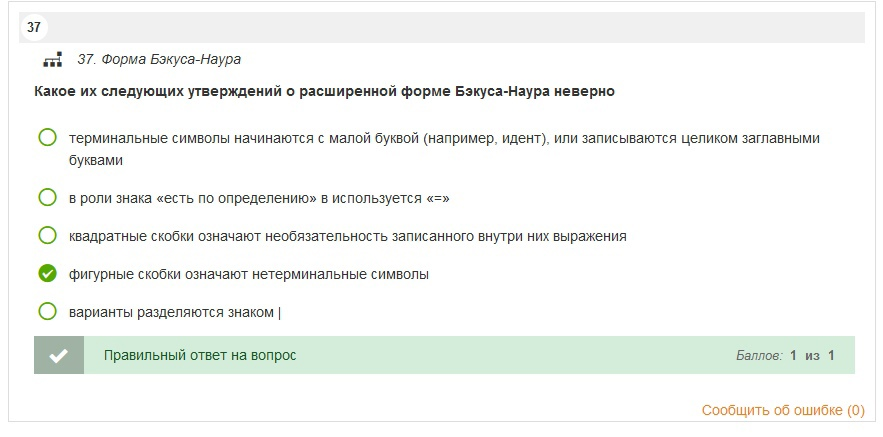 37
37. Форма Бэкуса-Наура
Какое их следующих утверждений о расширенной форме Бэкуса-Наура неверно
терминальные символы начинаются с малой буквой (например, идент), или записываются целиком заглавными
буквами
в роли знака «есть по определению» в используется «=»
квадратные скобки означают необязательность записанного внутри них выражения
фигурные скобки означают нетерминальные символы
варианты разделяются знаком |
Правильный ответ на вопрос Баллов: 1 из 1
Сообщить об ошибке (0)